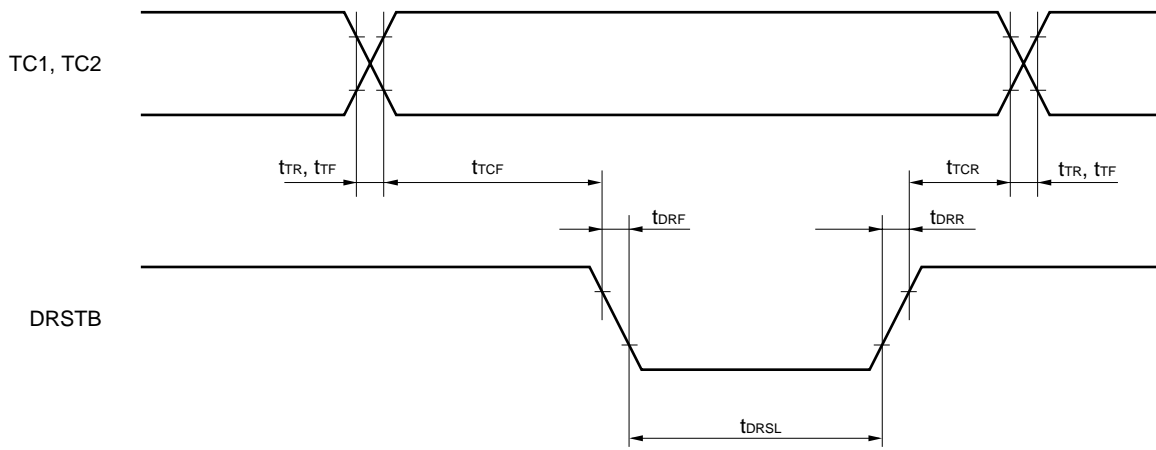 TC1, TC2
tTR, tTF
tTCF
tTCR
tTR, tTF
tDRF
tDRR
DRSTB
tDRSL